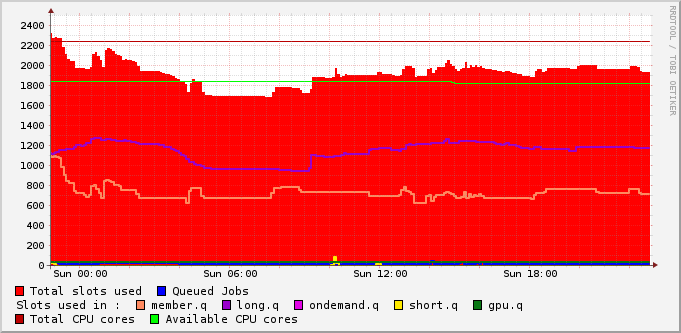 RRDTOOL / TOBI OETIKER
2400
2200
2000
1800
1600
1400
1200
1000
800
600
400
200
0
Sun 00:00 Sun 06:00 Sun 12:00 Sun 18:00
Total slots used Queued Jobs
Slots used in : member.q long.q ondemand.q short.q gpu.q
Total CPU cores Available CPU cores